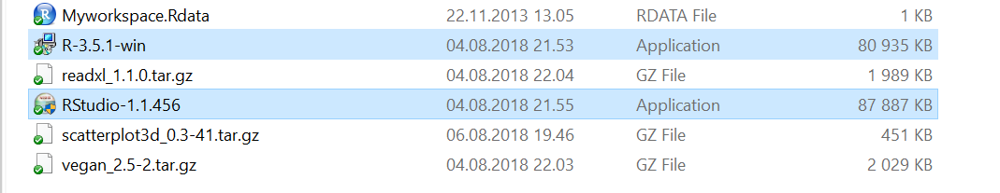 Myworkspace.Rdata 22.11.2013 13.05 RDATA File 1 KB
R-3.5.1-win 04.08.2018 21.53 Application 80 935 KB
readxl_1.1.0.tar.gz 04.08.2018 22.04 GZ File 1 989 KB
RStudio-1.1.456 04.08.2018 21.55 Application 87 887 KB
scatterplot3d_0.3-41.tar.gz 06.08.2018 19.46 GZ File 451 KB
vegan_2.5-2.tar.gz 04.08.2018 22.03 GZ File 2 029 KB